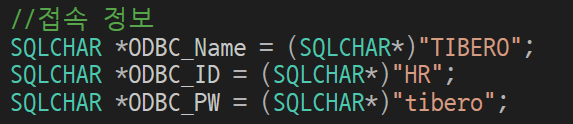 //접속 정보
SQLCHAR *ODBC_Name = (SQLCHAR*)"TIBERO";
SQLCHAR *ODBC_ID = (SQLCHAR*)"HR";
SQLCHAR *ODBC_PW = (SQLCHAR*)"tibero";